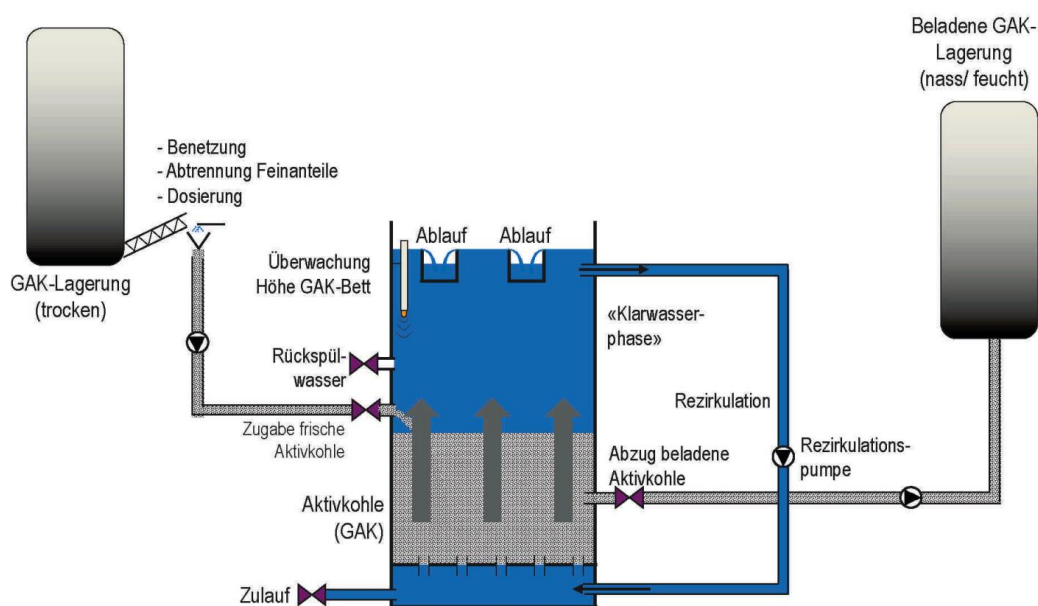 Beladene GAK-
Lagerung
(nass/ feucht)
- Benetzung
- Abtrennung Feinanteile
- Dosierung
GAK-Lagerung
(trocken)
Ablauf
Ablauf
Überwachung
Höhe GAK-Bett
«Klarwasser-
phase»
Rückspül-
wasser
Rezirkulation
Zugabe frische
Aktivkohle
Abzug beladene
Aktivkohle
Rezirkulations-
pumpe
Aktivkohle
(GAK)
Zulauf